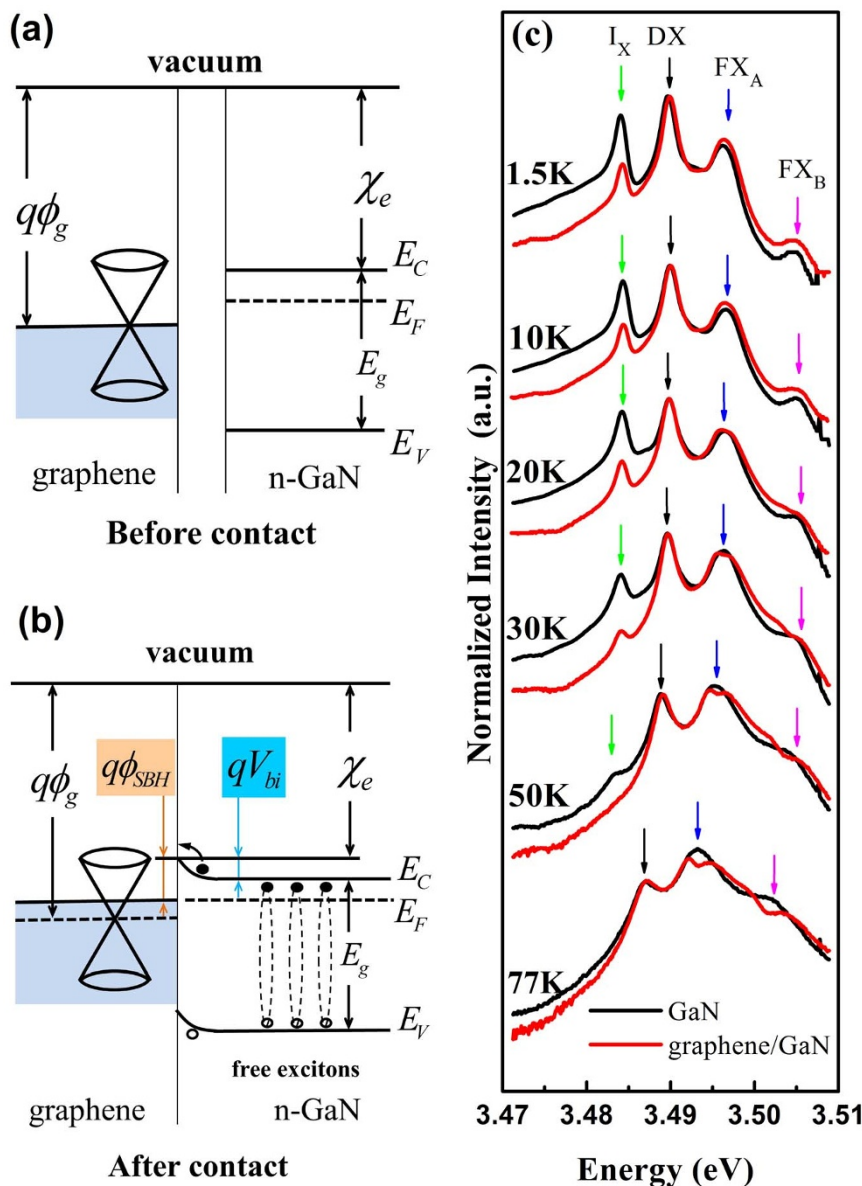 (a)
vacuum
qϕg
χe
EC
EF
Eg
EV
graphene
n-GaN
Before contact
(b)
vacuum
qϕg
qϕSBH
qVbi
χe
EC
EF
Eg
EV
free excitons
graphene
n-GaN
After contact
(c)
IX
DX
FXA
FXB
1.5K
10K
20K
30K
50K
77K
GaN
graphene/GaN
Normalized Intensity (a.u.)
3.47 3.48 3.49 3.50 3.51
Energy (eV)